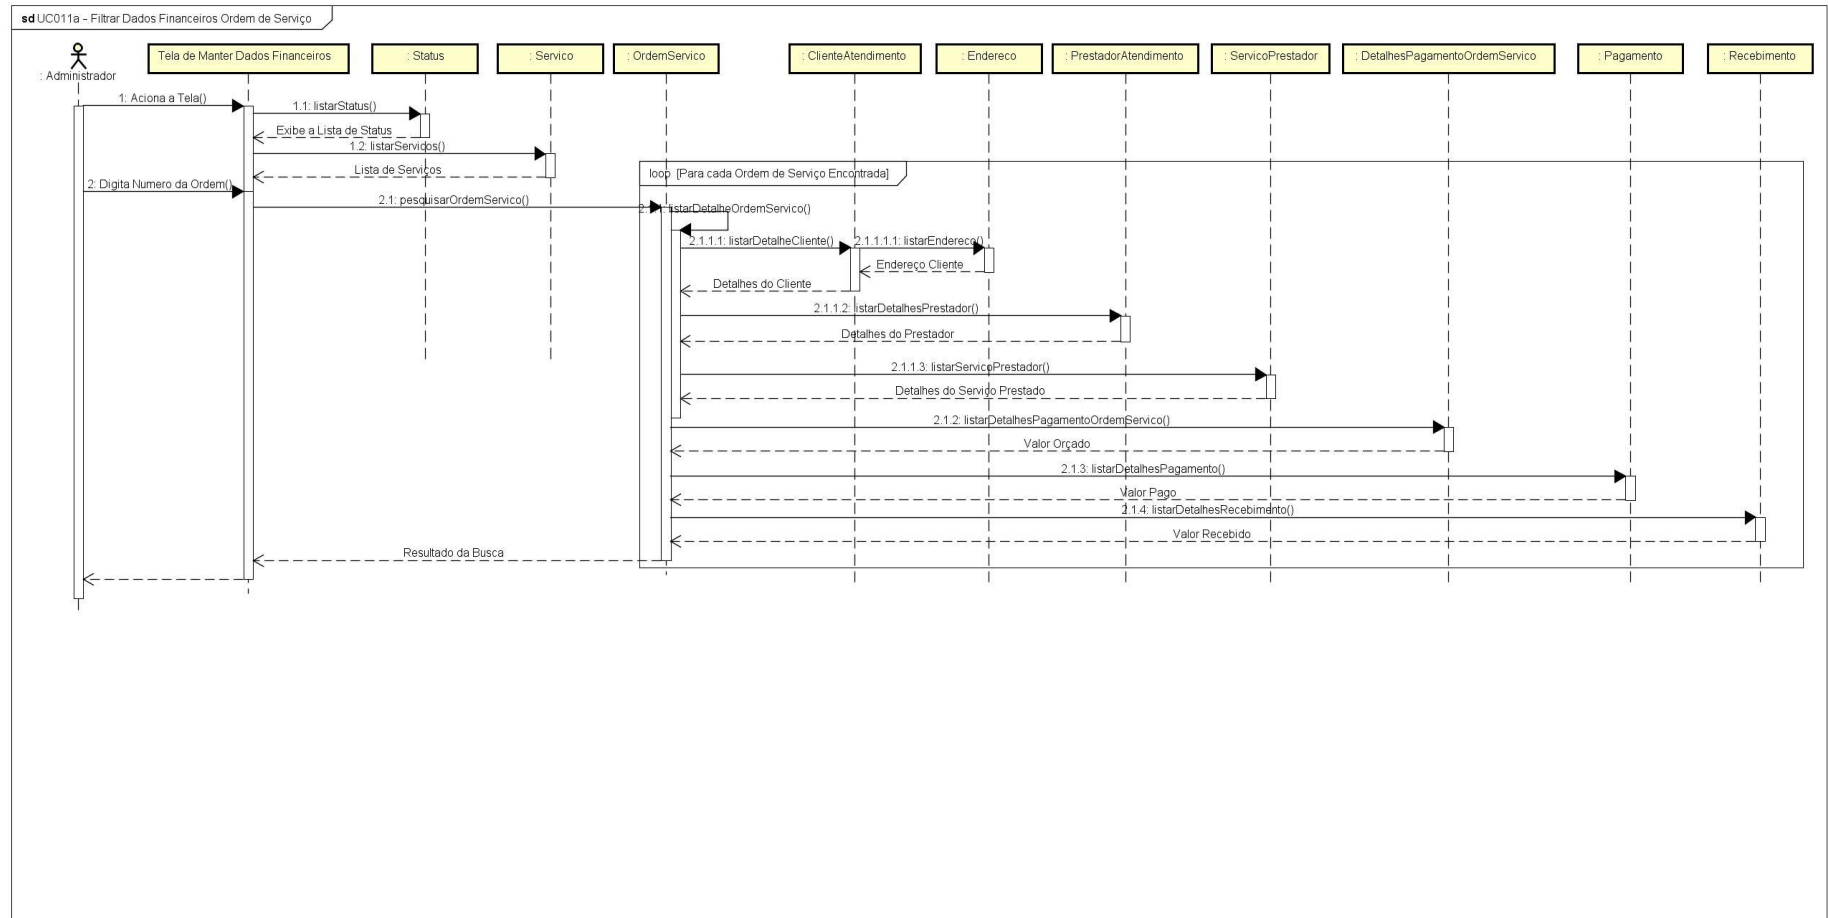 sd UC011a - Filtrar Dados Financeiros Ordem de Serviço
: Administrador
Tela de Manter Dados Financeiros
: Status
: Servico
: OrdemServico
: ClienteAtendimento
: Endereco
: PrestadorAtendimento
: ServicoPrestador
: DetalhesPagamentoOrdemServico
: Pagamento
: Recebimento
1: Aciona a Tela()
1.1: listarStatus()
Exibe a Lista de Status
1.2: listarServicos()
Lista de Serviços
loop [Para cada Ordem de Serviço Encontrada]
2: Digita Numero da Ordem()
2.1: pesquisarOrdemServico()
2.1.1: listarDetalheOrdemServico()
2.1.1.1: listarDetalheCliente()
2.1.1.1.1: listarEndereco()
Endereço Cliente
Detalhes do Cliente
2.1.1.2: listarDetalhesPrestador()
Detalhes do Prestador
2.1.1.3: listarServicoPrestador()
Detalhes do Serviço Prestado
2.1.2: listarDetalhesPagamentoOrdemServico()
Valor Orçado
2.1.3: listarDetalhesPagamento()
Valor Pago
2.1.4: listarDetalhesRecebimento()
Valor Recebido
Resultado da Busca